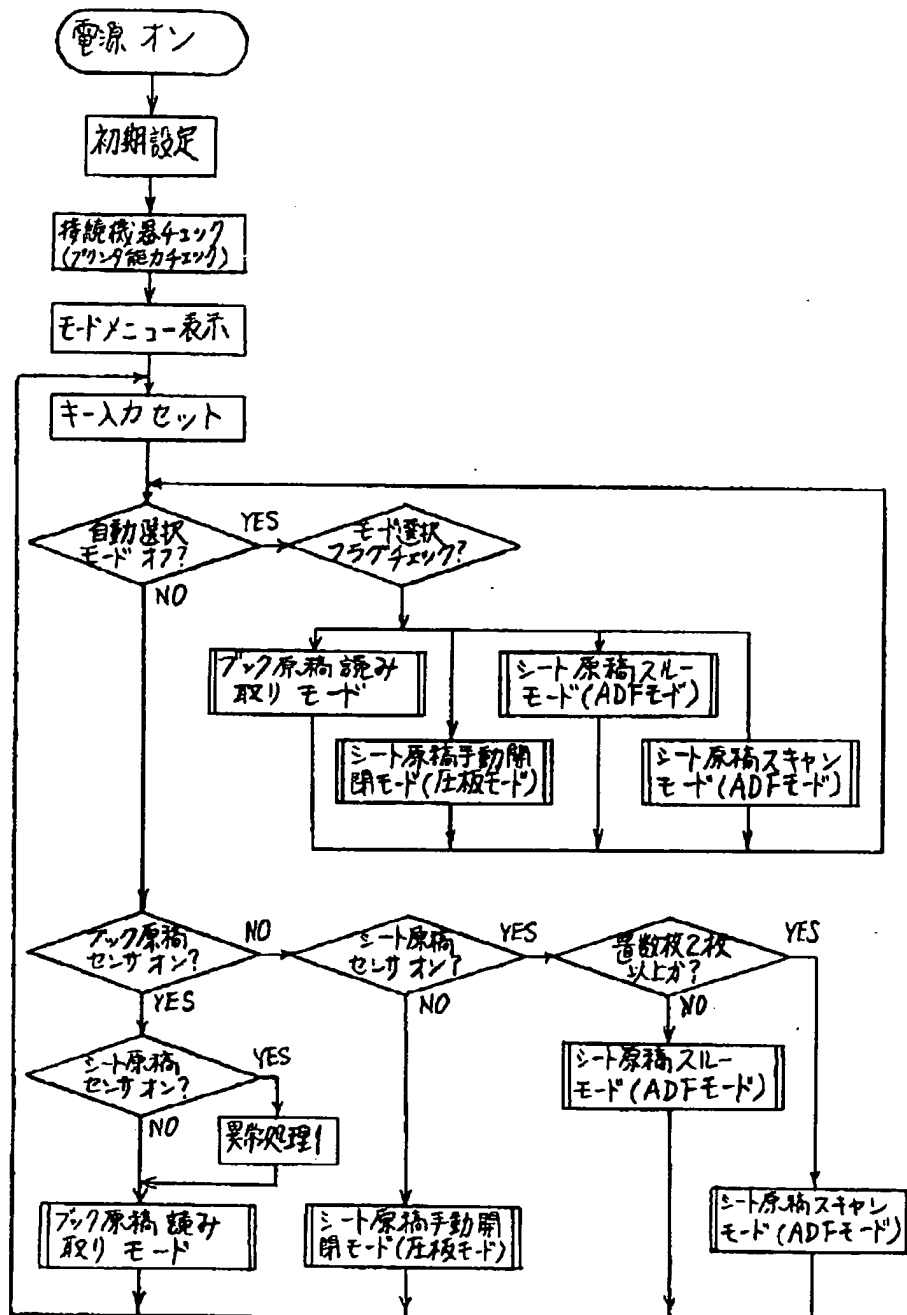 電源 オン
初期設定
接続機器チェック
(プリンタ能力チェック)
モードメニュー表示
キー入力セット
自動選択
モードオフ?
YES
NO
モード選択
フラグチェック?
ブック原稿読み
取り モード
シート原稿スルー
モード(ADFモード)
シート原稿手動開
閉モード(圧板モード)
シート原稿スキャン
モード(ADFモード)
ブック原稿
センサオン?
NO
YES
シート原稿
センサオン?
YES
NO
数枚2枚
以上か?
YES
NO
シート原稿
センサオン?
YES
NO
異常処理1
シート原稿スルー
モード(ADFモード)
ブック原稿読み
取り モード
シート原稿手動開
閉モード(圧板モード)
シート原稿スキャン
モード(ADFモード)